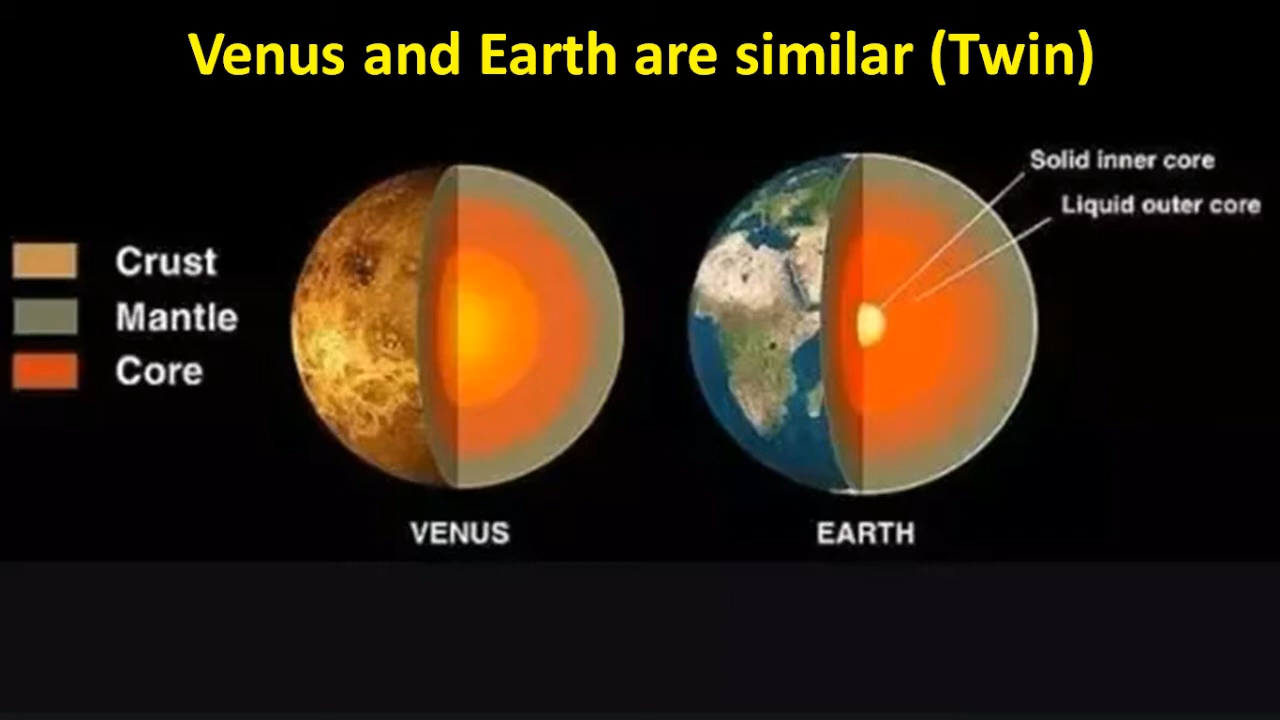 Venus and Earth are similar (Twin)
Solid inner core
Liquid outer core
Crust
Mantle
Core
VENUS
EARTH